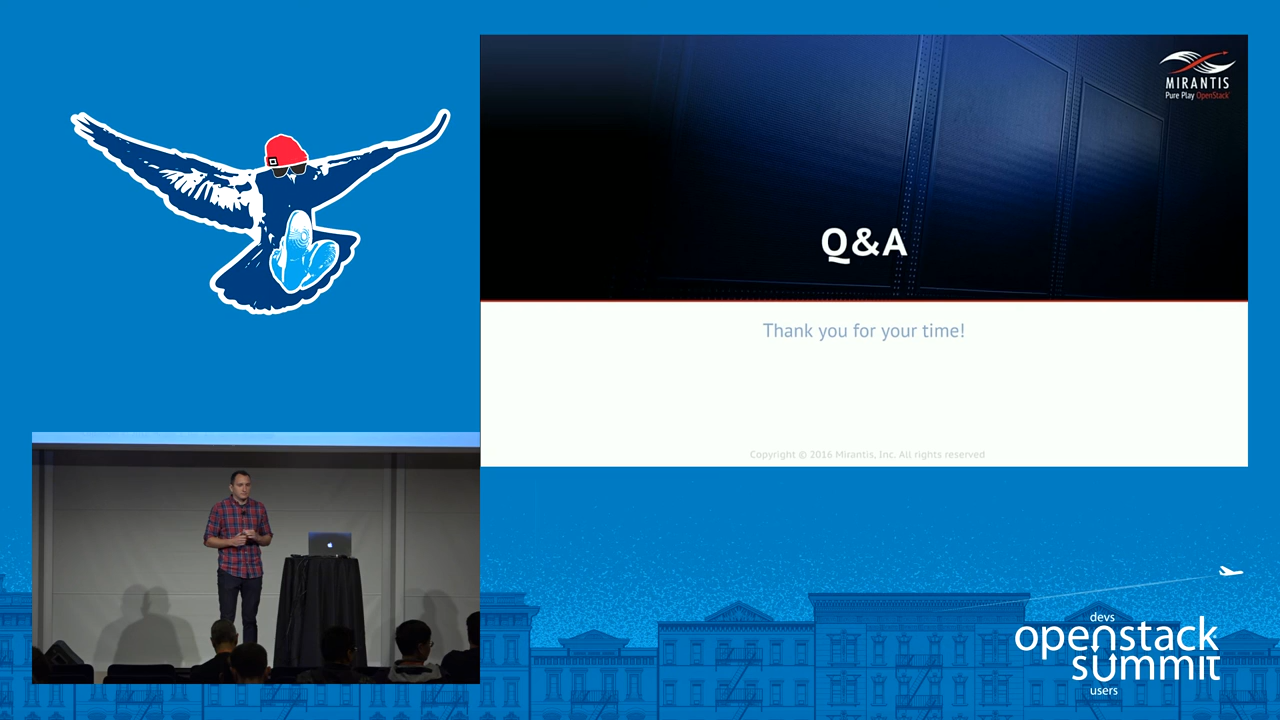 MIRANTIS
Pure Play OpenStack
Q&A
Thank you for your time!
Copyright © 2016 Mirantis, Inc. All rights reserved
devs
openstack
summit
users